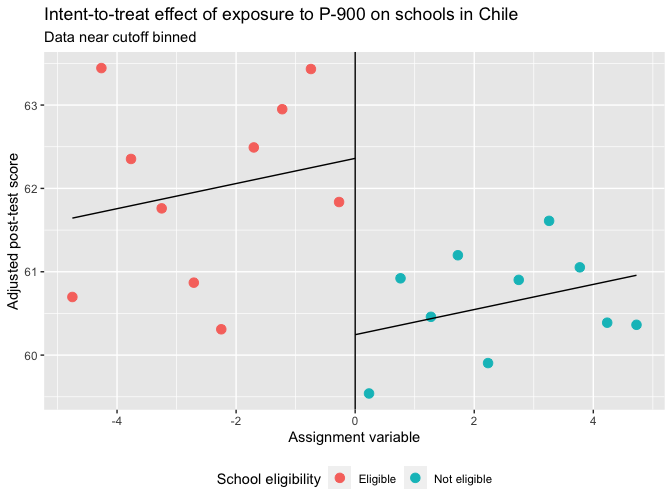 Intent-to-treat effect of exposure to P-900 on schools in Chile
Data near cutoff binned
Adjusted post-test score
63
62
61
60
-4
-2
0
2
4
Assignment variable
School eligibility Eligible Not eligible